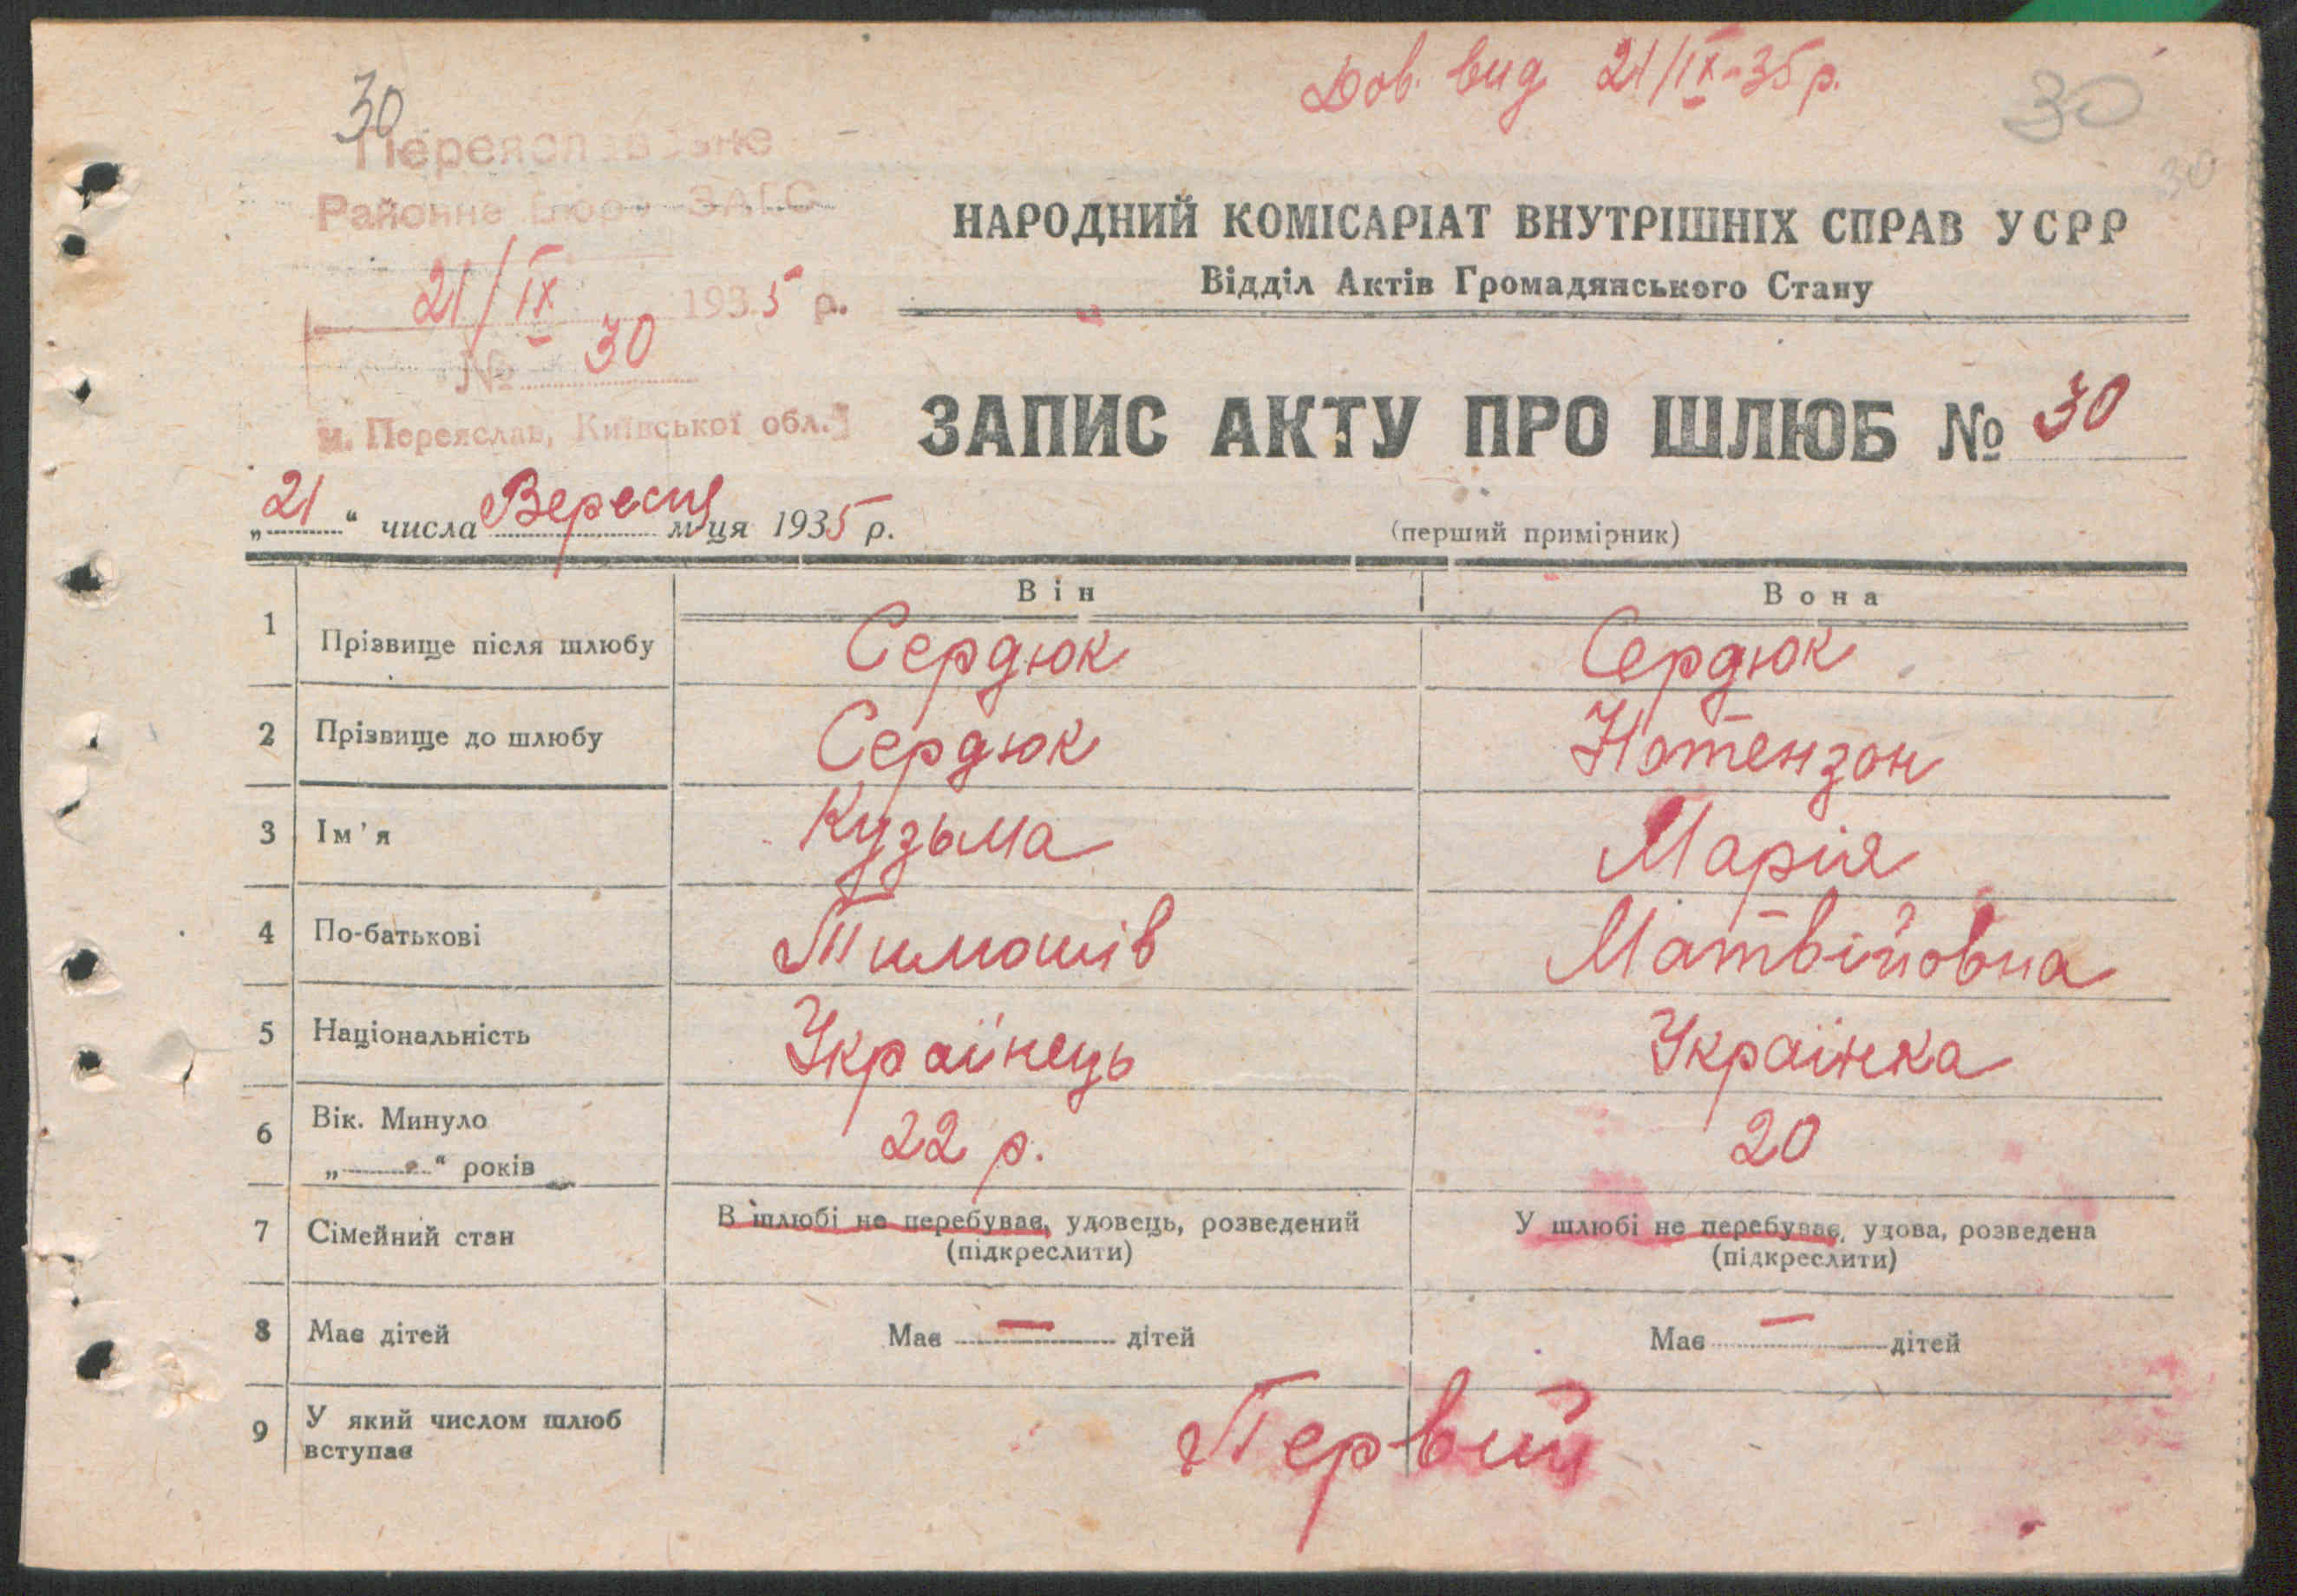 Дов. вид 21/IX-35р.
30
30
30
Районне Бюро ЗАГС
21/IX 1935 р.
№ 30
м. Переяслав, Київської обл.
НАРОДНИЙ КОМІСАРІАТ ВНУТРІШНІХ СПРАВ УСРР
Відділ Актів Громадянського Стану
ЗАПИС АКТУ ПРО ШЛЮБ № 30
„21“ числа Вересня м-ця 1935 р.
(перший примірник)
Він Вона
1 Прізвище після шлюбу Сердюк Сердюк
2 Прізвище до шлюбу Сердюк Нотензон
3 Ім'я Кузьма Марія
4 По-батькові Тимошів Матвійовна
5 Національність Українець Українка
6 Вік. Минуло 22 р. 20
„ “ років
7 Сімейний стан В шлюбі не перебував, удовець, розведений У шлюбі не перебував, удова, розведена
(підкреслити) (підкреслити)
8 Має дітей Має — дітей Має — дітей
9 У який числом шлюб Первий
вступає